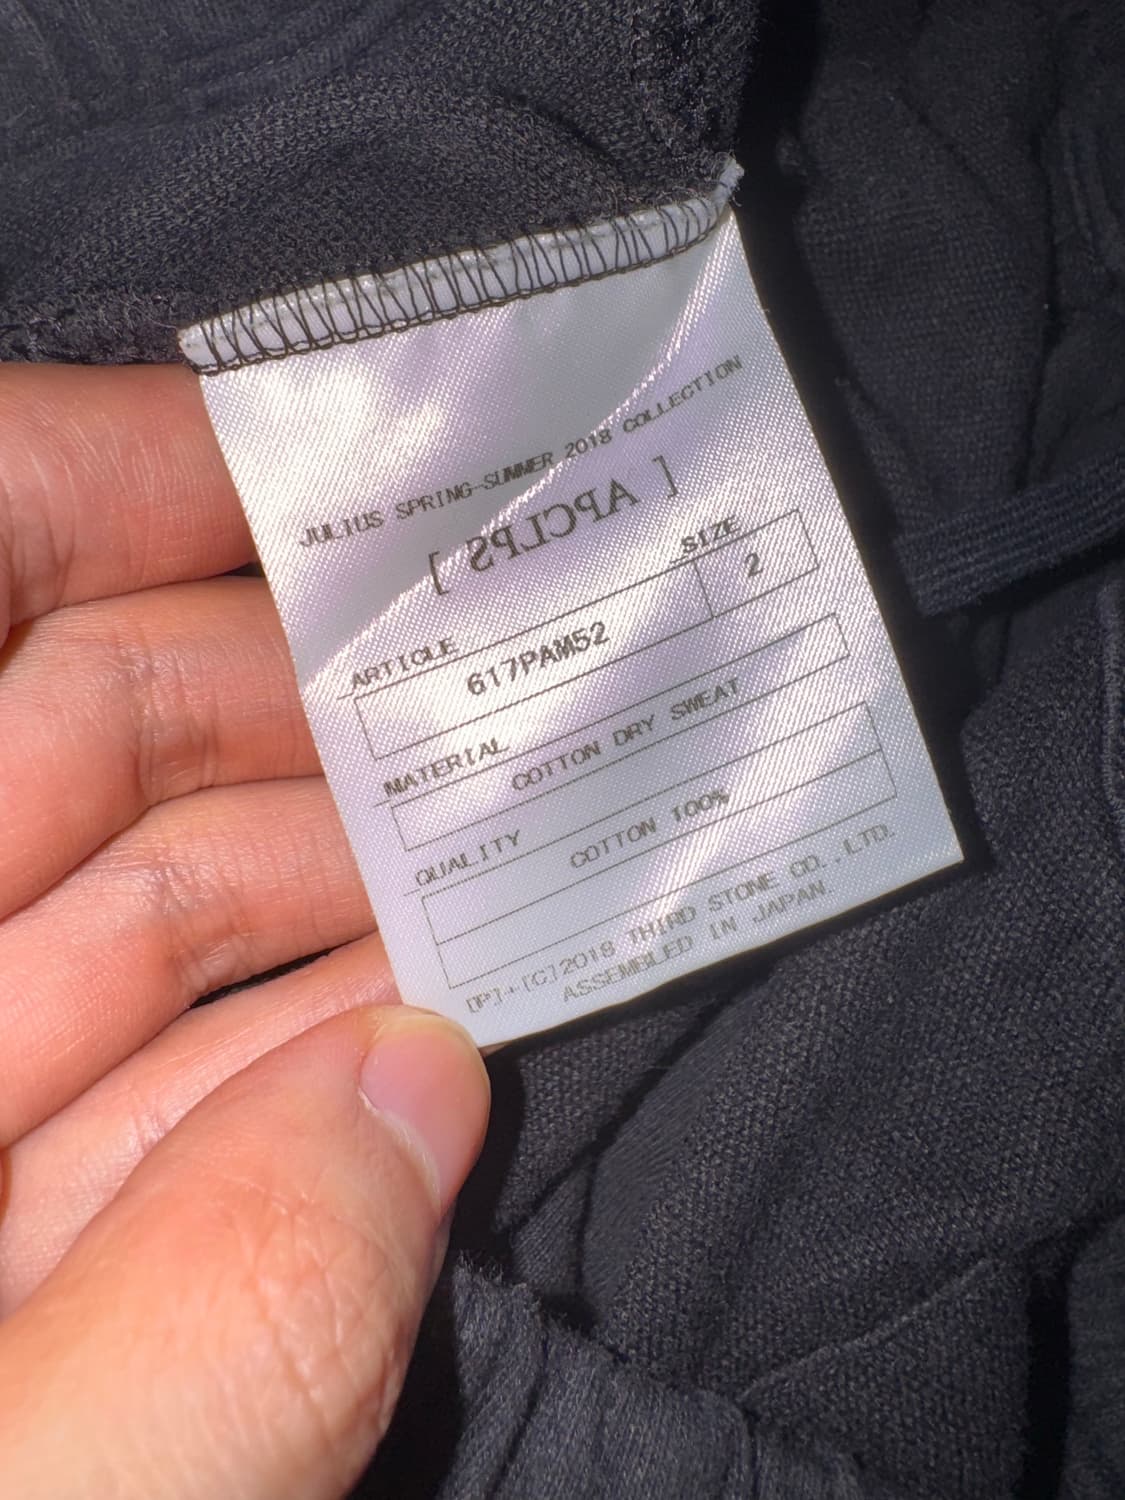 JULIUS SPRING-SUMMER 2018 COLLECTION
[ APCLPS ]
ARTICLE SIZE
617PAM52 2
MATERIAL
COTTON DRY SWEAT
QUALITY
COTTON 100%
[P]+[C]2018 THIRD STONE CO.,LTD.
ASSEMBLED IN JAPAN.